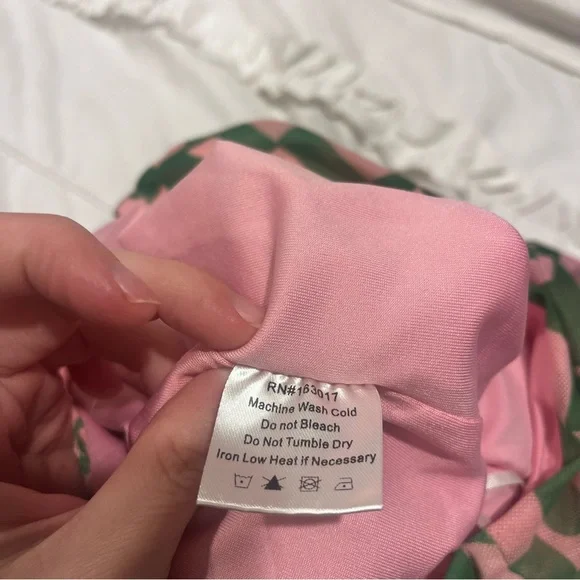 RN#163017
Machine Wash Cold
Do not Bleach
Do Not Tumble Dry
Iron Low Heat if Necessary